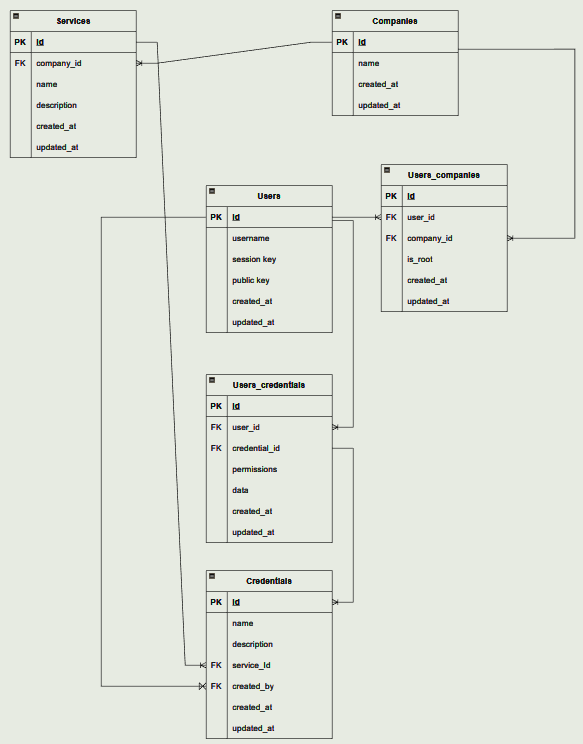 Services
PK Id
FK company_id
name
description
created_at
updated_at
Companies
PK Id
name
created_at
updated_at
Users_companies
PK Id
FK user_id
FK company_id
is_root
created_at
updated_at
Users
PK Id
username
session key
public key
created_at
updated_at
Users_credentials
PK Id
FK user_id
FK credential_id
permissions
data
created_at
updated_at
Credentials
PK Id
name
description
FK service_Id
FK created_by
created_at
updated_at